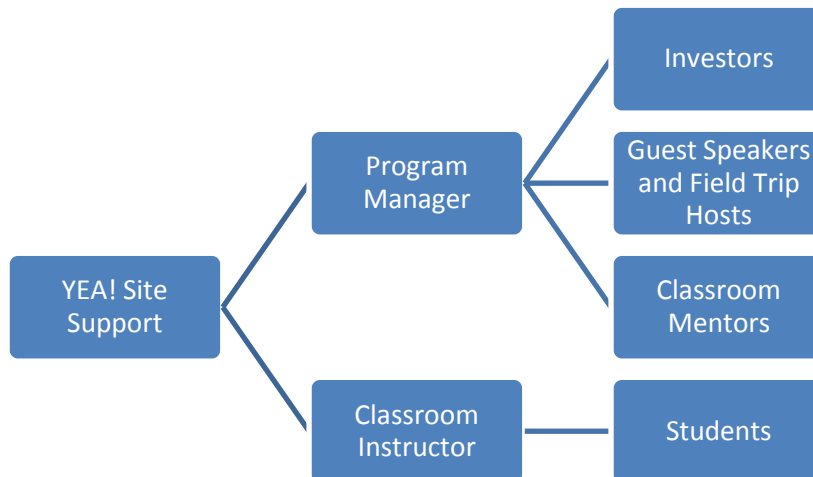 Investors
Program
Manager
Guest Speakers
and Field Trip
Hosts
YEA! Site
Support
Classroom
Mentors
Classroom
Instructor
Students